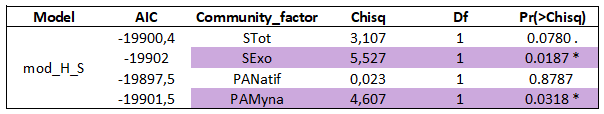 Model AIC Community_factor Chisq Df Pr(>Chisq)
mod_H_S -19900,4 STot 3,107 1 0.0780 .
-19902 SExo 5,527 1 0.0187 *
-19897,5 PANatif 0,023 1 0.8787
-19901,5 PAMyna 4,607 1 0.0318 *